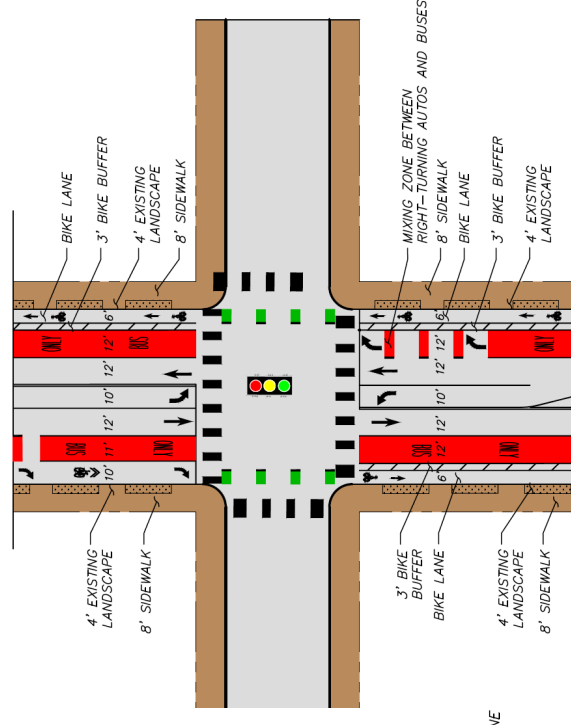 BIKE LANE
3' BIKE BUFFER
4' EXISTING
LANDSCAPE
8' SIDEWALK
6'
12'
12'
10'
12'
11'
10'
ONLY
BUS
BUS
ONLY
4' EXISTING
LANDSCAPE
8' SIDEWALK
MIXING ZONE BETWEEN
RIGHT-TURNING AUTOS AND BUSES
8' SIDEWALK
BIKE LANE
3' BIKE BUFFER
4' EXISTING
LANDSCAPE
6'
12'
12'
10'
12'
12'
6'
ONLY
BUS
ONLY
3' BIKE
BUFFER
BIKE LANE
4' EXISTING
LANDSCAPE
8' SIDEWALK
NE